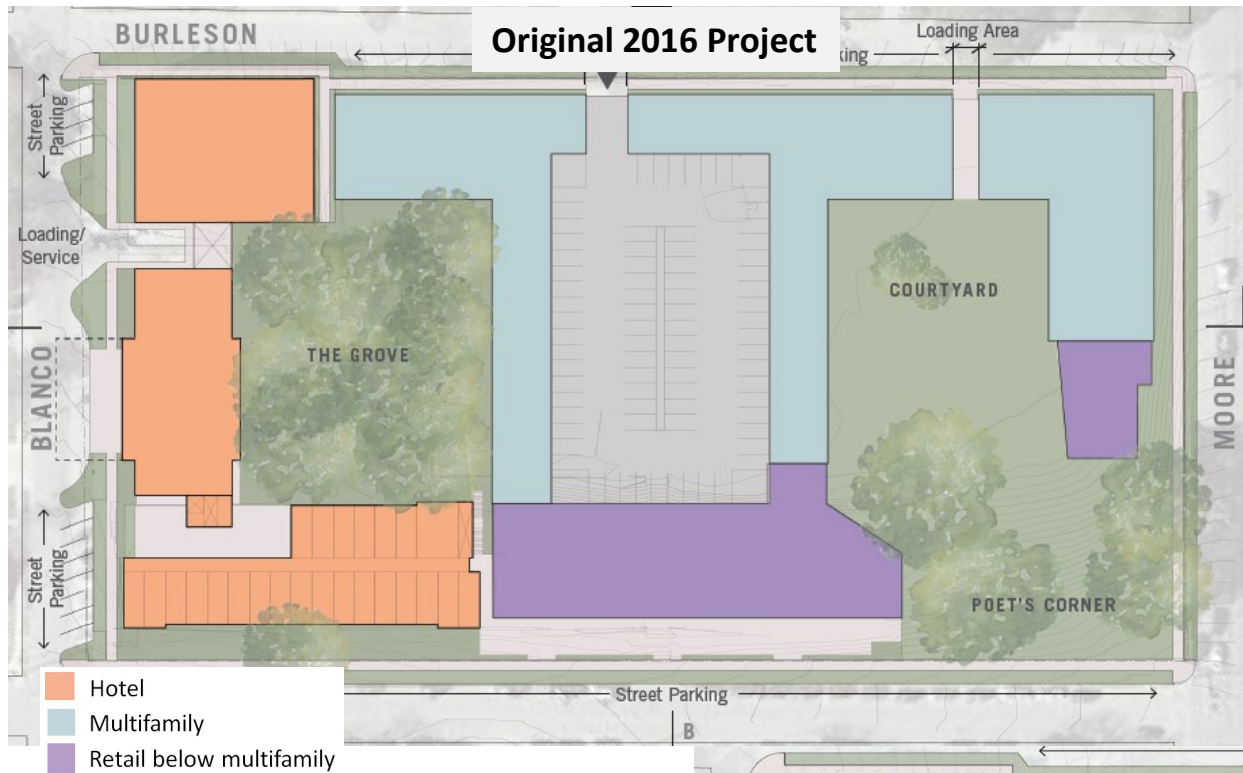 BURLESON
Original 2016 Project
Loading Area
king
Street
Parking
Loading/
Service
COURTYARD
THE GROVE
BLANCO
MOORE
Street
Parking
POET'S CORNER
Hotel
Street Parking
Multifamily
B
Retail below multifamily